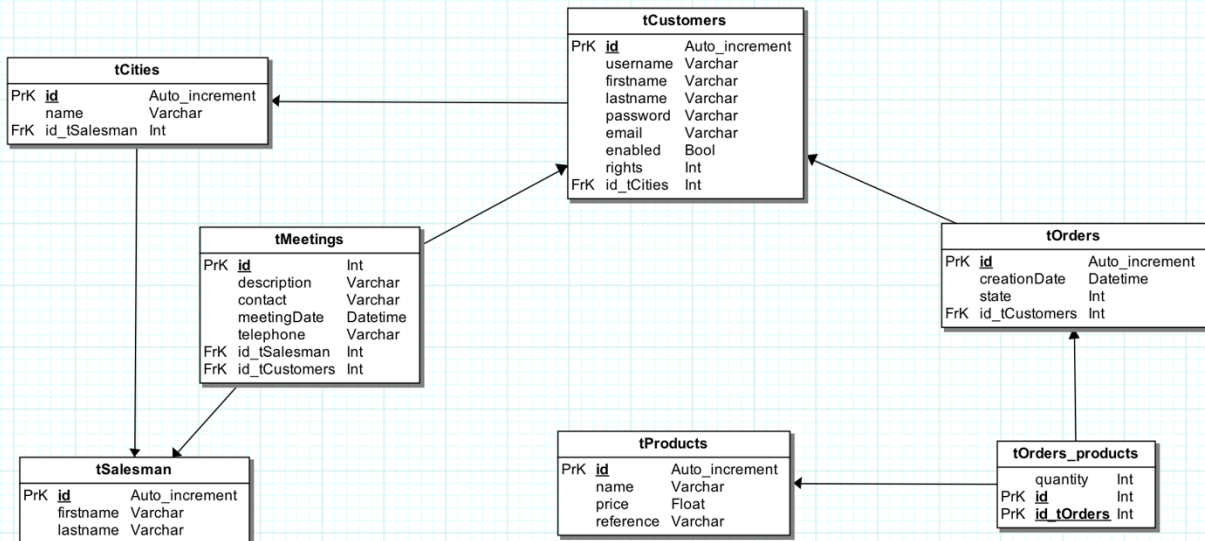 tCustomers
PrK id Auto_increment
username Varchar
firstname Varchar
lastname Varchar
password Varchar
email Varchar
enabled Bool
rights Int
FrK id_tCities Int
tCities
PrK id Auto_increment
name Varchar
FrK id_tSalesman Int
tMeetings
PrK id Int
description Varchar
contact Varchar
meetingDate Datetime
telephone Varchar
FrK id_tSalesman Int
FrK id_tCustomers Int
tOrders
PrK id Auto_increment
creationDate Datetime
state Int
FrK id_tCustomers Int
tSalesman
PrK id Auto_increment
firstname Varchar
lastname Varchar
tProducts
PrK id Auto_increment
name Varchar
price Float
reference Varchar
tOrders_products
quantity Int
PrK id Int
PrK id_tOrders Int